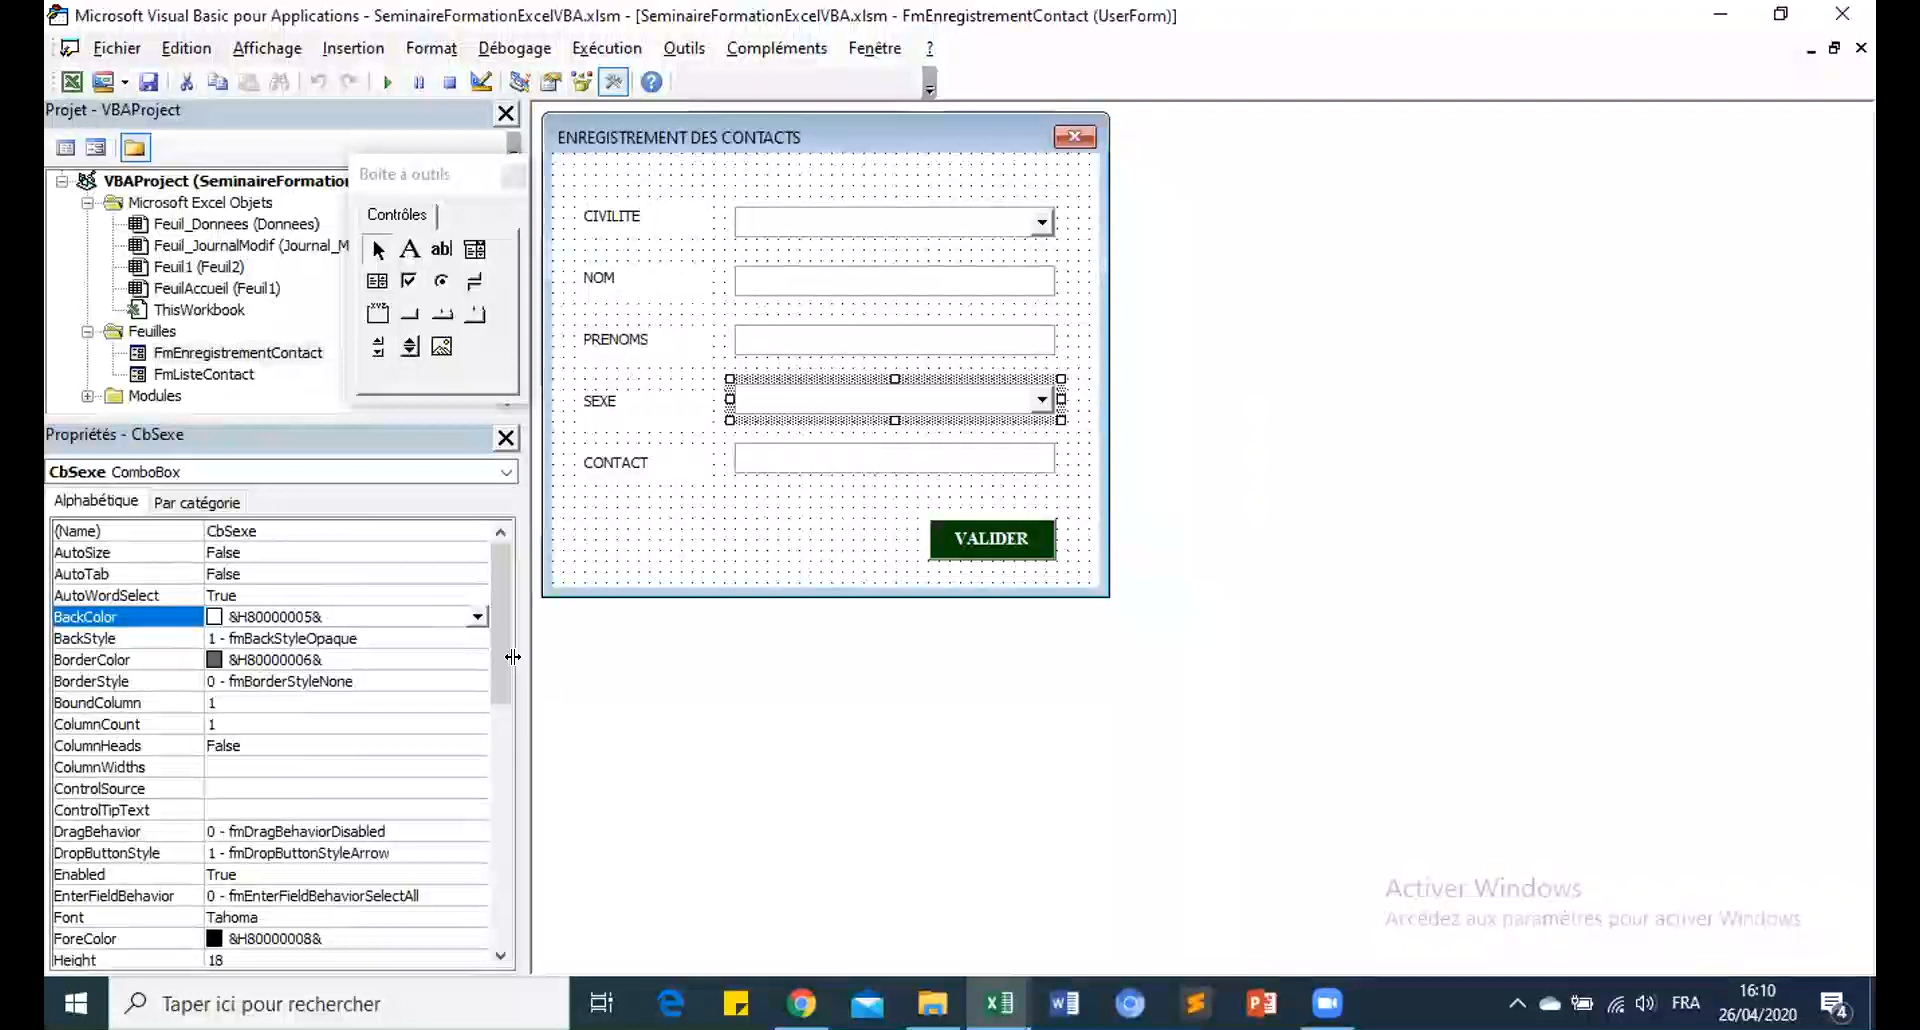 Microsoft Visual Basic pour Applications - SeminaireFormationExcelVBA.xlsm - [SeminaireFormationExcelVBA.xlsm - FmEnregistrementContact (UserForm)]
Fichier Edition Affichage Insertion Format Débogage Exécution Outils Compléments Fenêtre ?
Projet - VBAProject
VBAProject (SeminaireFormation
Microsoft Excel Objets
Feuil_Donnees (Donnees)
Feuil_JournalModif (Journal_M
Feuil1 (Feuil2)
FeuilAccueil (Feuil1)
ThisWorkbook
Feuilles
FmEnregistrementContact
FmListeContact
Modules
Boîte à outils
Contrôles
A ab|
XYZ
Propriétés - CbSexe
CbSexe ComboBox
Alphabétique Par catégorie
(Name) CbSexe
AutoSize False
AutoTab False
AutoWordSelect True
BackColor &H80000005&
BackStyle 1 - fmBackStyleOpaque
BorderColor &H80000006&
BorderStyle 0 - fmBorderStyleNone
BoundColumn 1
ColumnCount 1
ColumnHeads False
ColumnWidths
ControlSource
ControlTipText
DragBehavior 0 - fmDragBehaviorDisabled
DropButtonStyle 1 - fmDropButtonStyleArrow
Enabled True
EnterFieldBehavior 0 - fmEnterFieldBehaviorSelectAll
Font Tahoma
ForeColor &H80000008&
Height 18
ENREGISTREMENT DES CONTACTS
CIVILITE
NOM
PRENOMS
SEXE
CONTACT
VALIDER
Activer Windows
Accédez aux paramètres pour activer Windows
Taper ici pour rechercher
FRA
16:10
26/04/2020
4